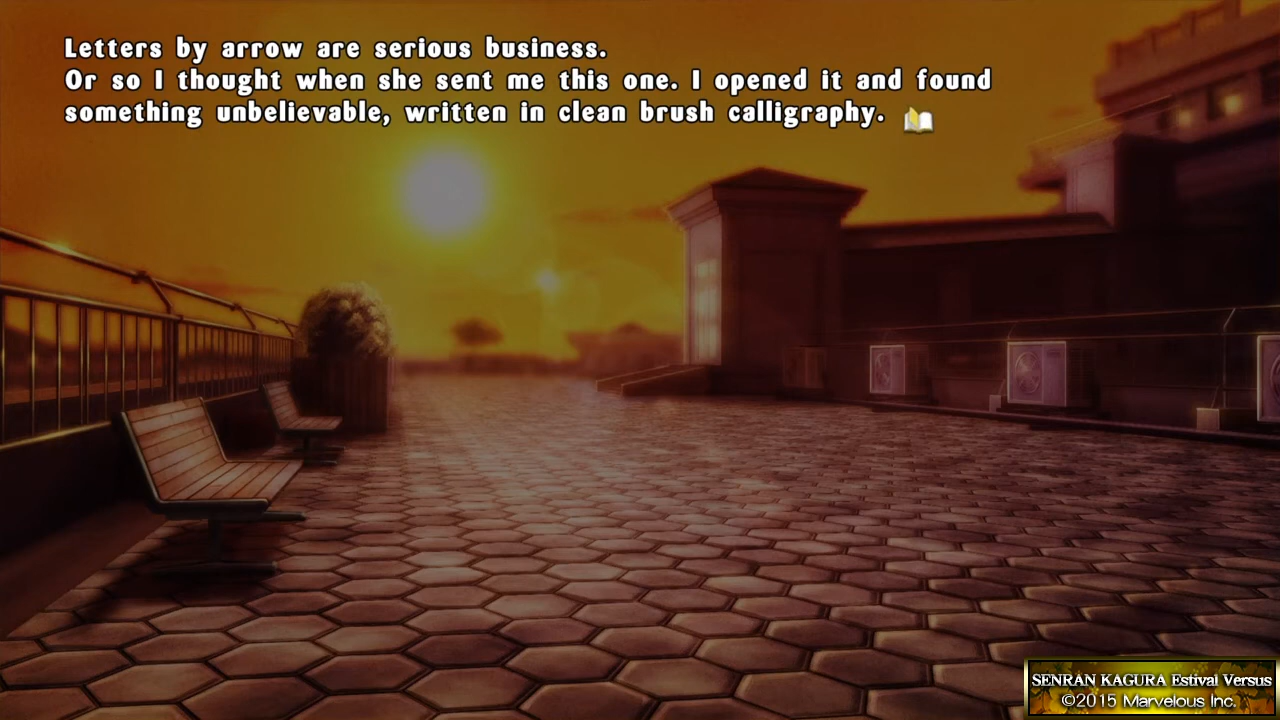 Letters by arrow are serious business.
Or so I thought when she sent me this one. I opened it and found
something unbelievable, written in clean brush calligraphy.
SENRAN KAGURA Estival Versus
©2015 Marvelous Inc.